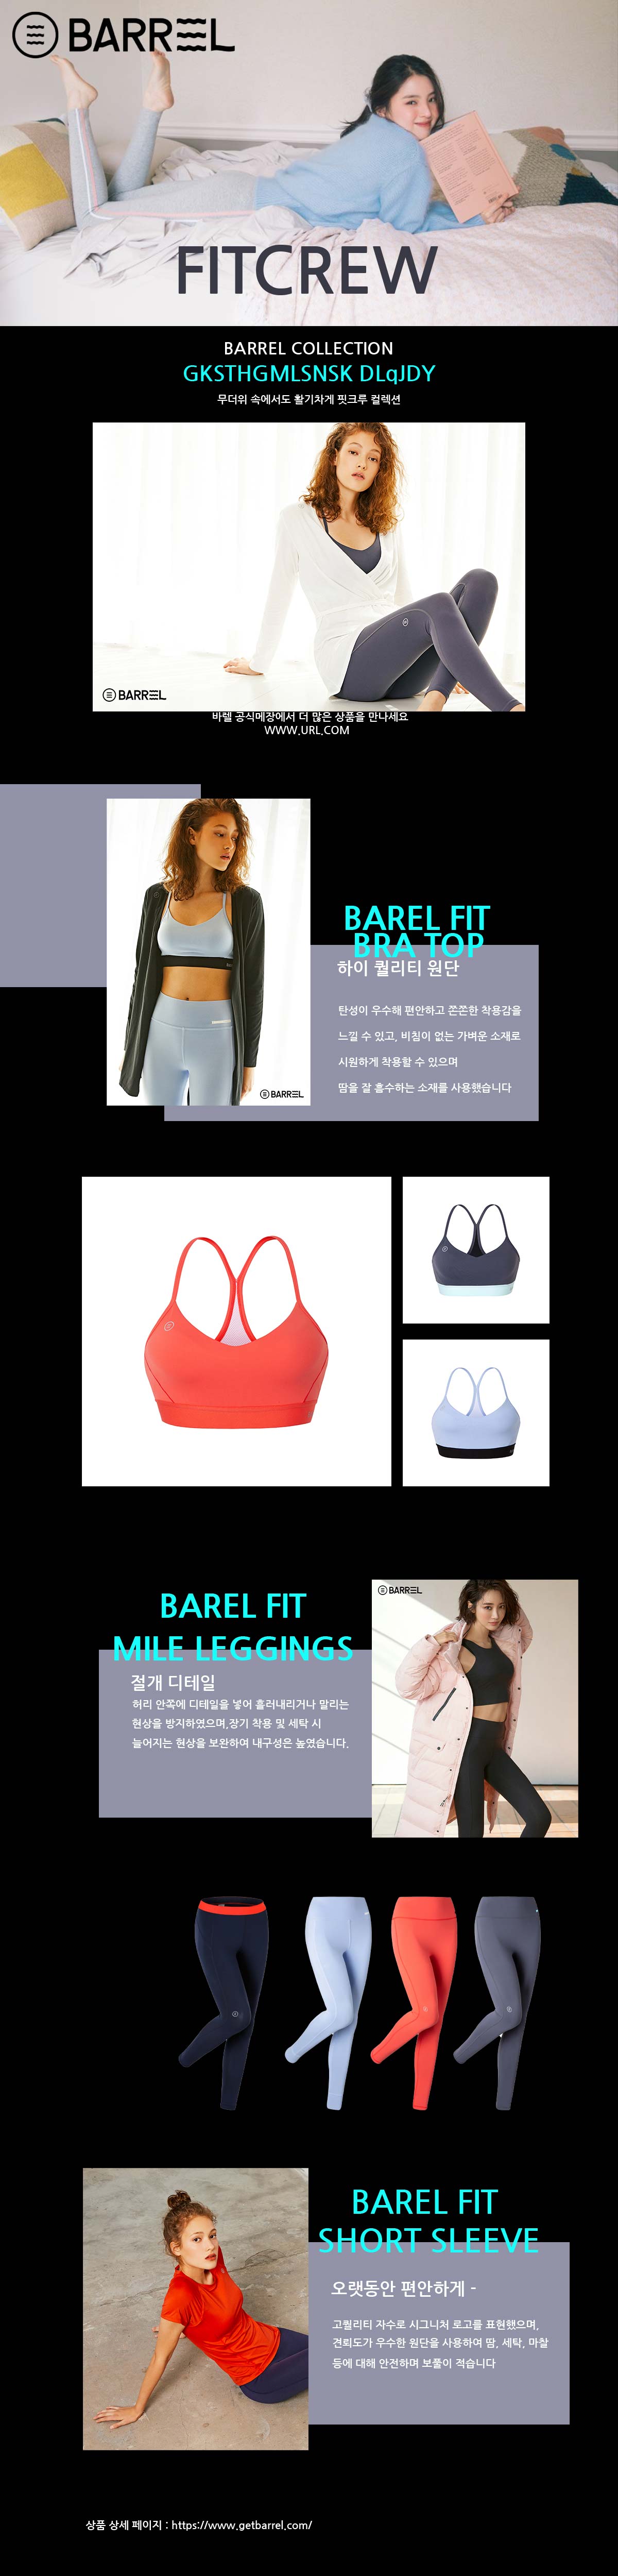 BARREL
FITCREW
BARREL COLLECTION
GKSTHGMLSNSK DLqJDY
무더위 속에서도 활기차게 핏크루 컬렉션
BARREL
바렐 공식메장에서 더 많은 상품을 만나세요
WWW.URL.COM
BAREL FIT
BRA TOP
하이 퀄리티 원단
탄성이 우수해 편안하고 쫀쫀한 착용감을
느낄 수 있고, 비침이 없는 가벼운 소재로
시원하게 착용할 수 있으며
땀을 잘 흡수하는 소재를 사용했습니다
BARREL
BAREL FIT
MILE LEGGINGS
BARREL
절개 디테일
허리 안쪽에 디테일을 넣어 흘러내리거나 말리는
현상을 방지하였으며,장기 착용 및 세탁 시
늘어지는 현상을 보완하여 내구성은 높였습니다.
BAREL FIT
SHORT SLEEVE
오랫동안 편안하게 -
고퀄리티 자수로 시그니처 로고를 표현했으며,
견뢰도가 우수한 원단을 사용하여 땀, 세탁, 마찰
등에 대해 안전하며 보풀이 적습니다
상품 상세 페이지 : https://www.getbarrel.com/